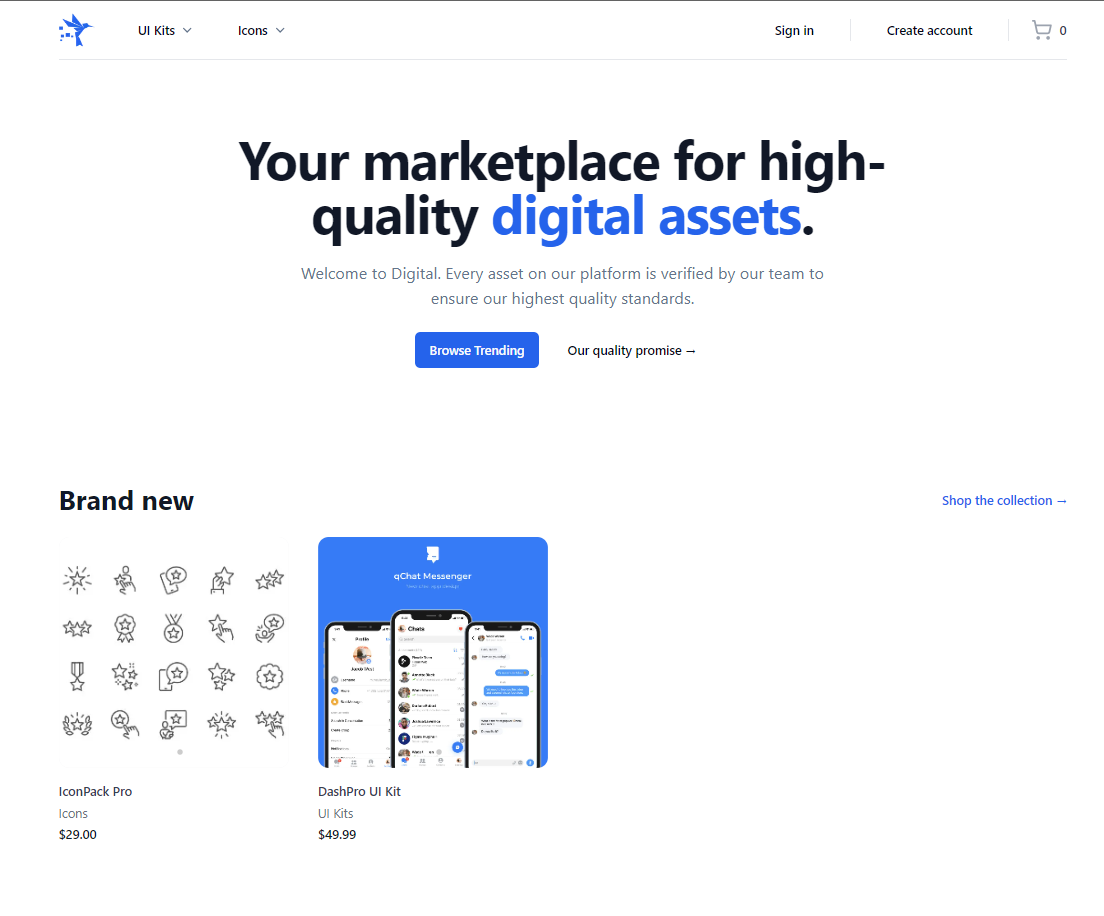 UI Kits
Icons
Sign in
Create account
0
Your marketplace for high-
quality digital assets.
Welcome to Digital. Every asset on our platform is verified by our team to
ensure our highest quality standards.
Browse Trending
Our quality promise →
Brand new
Shop the collection →
qChat Messenger
Profile
Chats
IconPack Pro
Icons
$29.00
DashPro UI Kit
UI Kits
$49.99